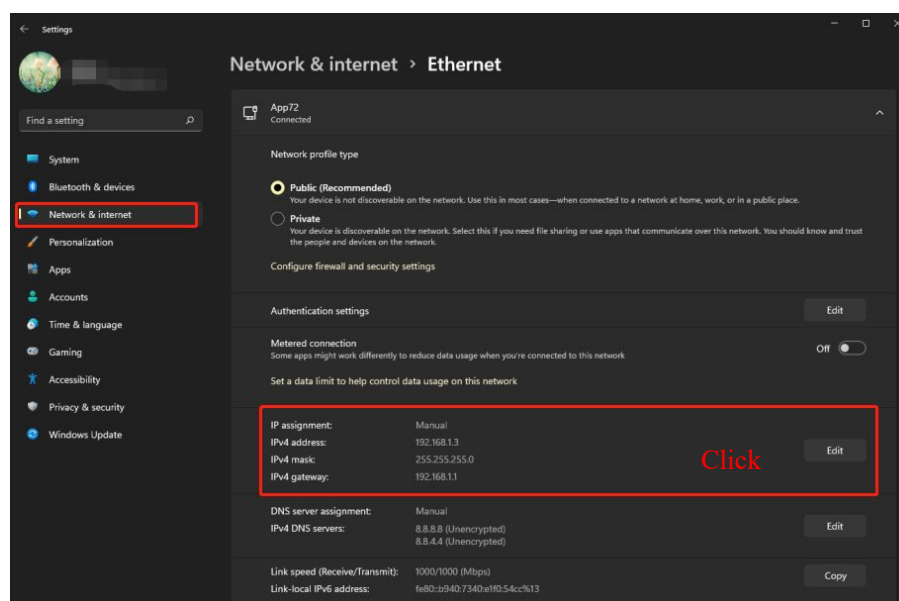 Settings
Network & internet > Ethernet
Find a setting
System
Bluetooth & devices
Network & internet
Personalization
Apps
Accounts
Time & language
Gaming
Accessibility
Privacy & security
Windows Update
App72
Connected
Network profile type
Public (Recommended)
Your device is not discoverable on the network. Use this in most cases—when connected to a network at home, work, or in a public place.
Private
Your device is discoverable on the network. Select this if you need file sharing or use apps that communicate over this network. You should know and trust
the people and devices on the network.
Configure firewall and security settings
Authentication settings Edit
Metered connection
Some apps might work differently to reduce data usage when you're connected to this network
Off
Set a data limit to help control data usage on this network
IP assignment: Manual
IPv4 address: 192.168.1.3
IPv4 mask: 255.255.255.0
IPv4 gateway: 192.168.1.1
Click
Edit
DNS server assignment: Manual
IPv4 DNS servers: 8.8.8.8 (Unencrypted)
8.8.4.4 (Unencrypted)
Edit
Link speed (Receive/Transmit): 1000/1000 (Mbps)
Link-local IPv6 address: fe80::b940:7340:e1f0:54cc%13
Copy